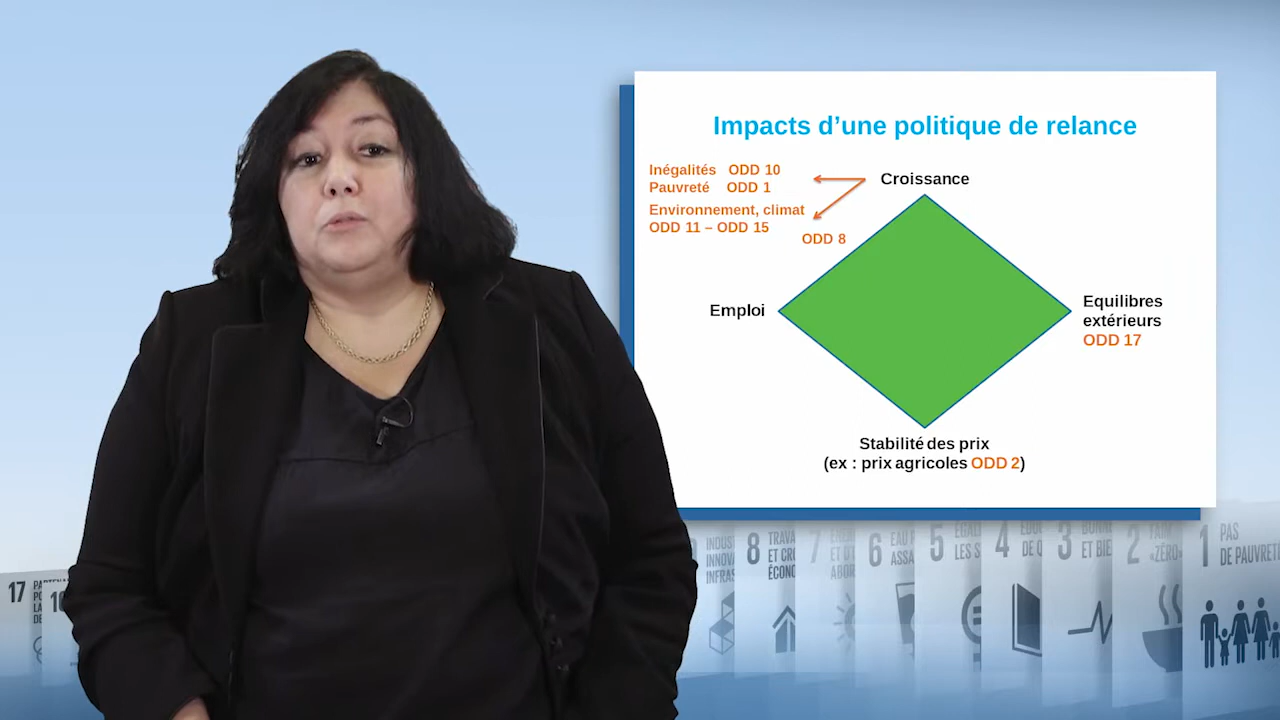 Impacts d’une politique de relance
Inégalités ODD 10
Pauvreté ODD 1
Croissance
Environnement, climat
ODD 11 – ODD 15
ODD 8
Emploi
Equilibres
extérieurs
ODD 17
Stabilité des prix
(ex : prix agricoles ODD 2)
17
8
7
6
5
4
3
2
1 PAS
DE PAUVRETÉ